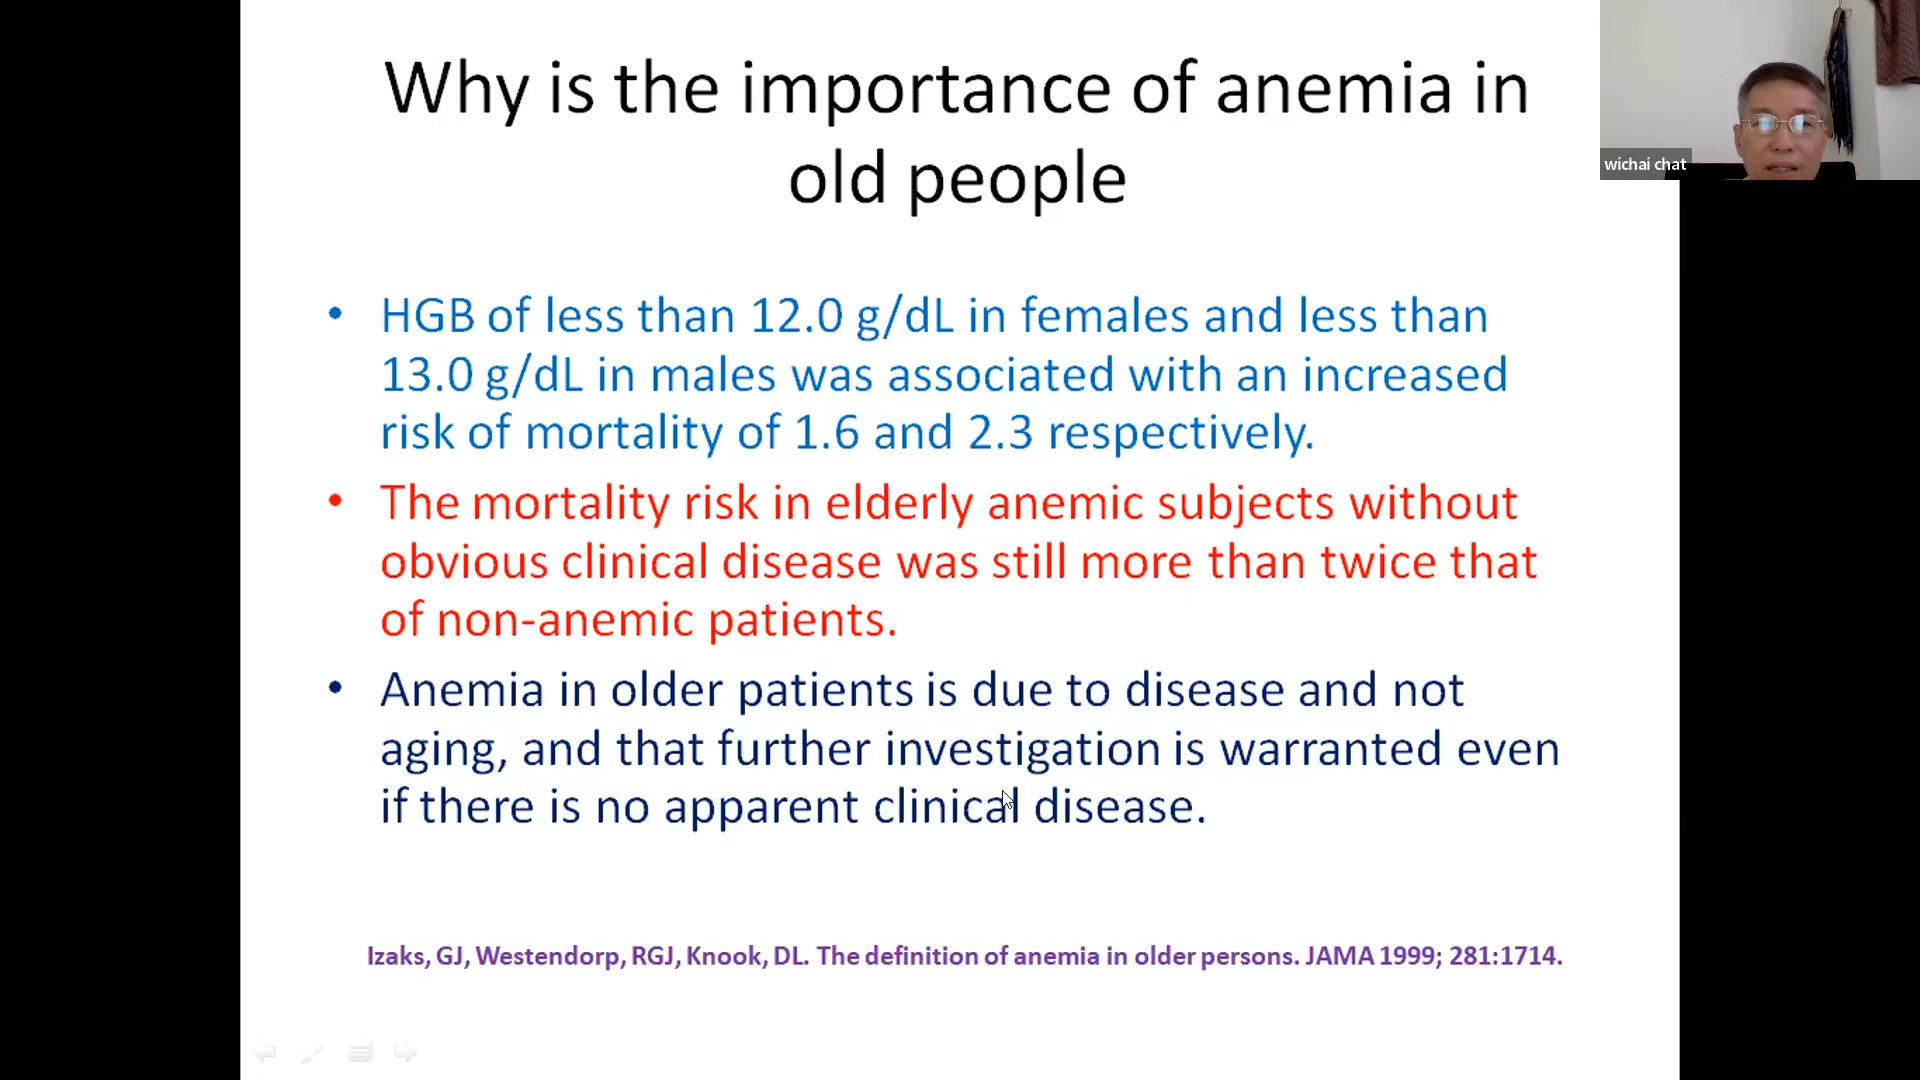 Why is the importance of anemia in
old people
wichai chat
• HGB of less than 12.0 g/dL in females and less than
13.0 g/dL in males was associated with an increased
risk of mortality of 1.6 and 2.3 respectively.
• The mortality risk in elderly anemic subjects without
obvious clinical disease was still more than twice that
of non-anemic patients.
• Anemia in older patients is due to disease and not
aging, and that further investigation is warranted even
if there is no apparent clinical disease.
Izaks, GJ, Westendorp, RGJ, Knook, DL. The definition of anemia in older persons. JAMA 1999; 281:1714.